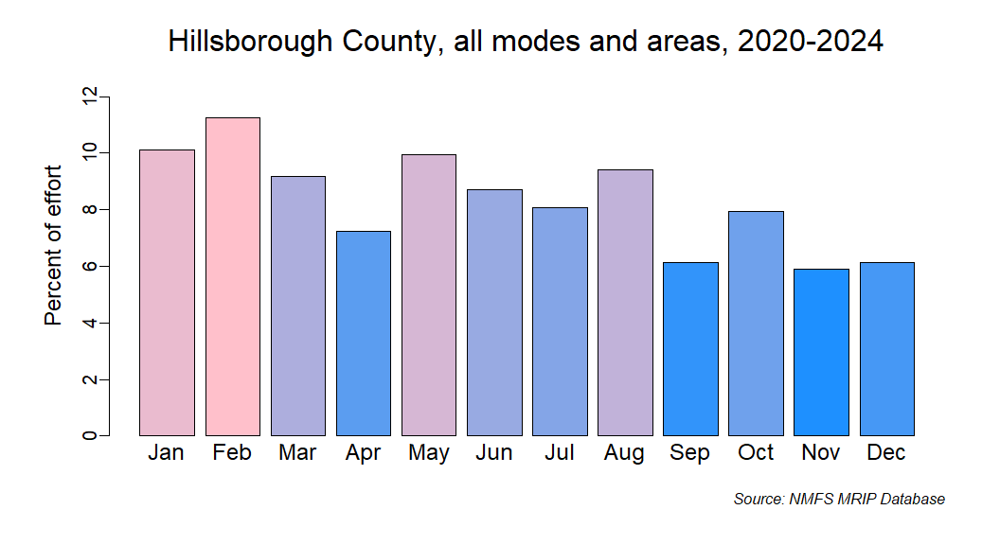 Hillsborough County, all modes and areas, 2020-2024
Percent of effort
12
10
8
6
4
2
0
Jan Feb Mar Apr May Jun Jul Aug Sep Oct Nov Dec
Source: NMFS MRIP Database